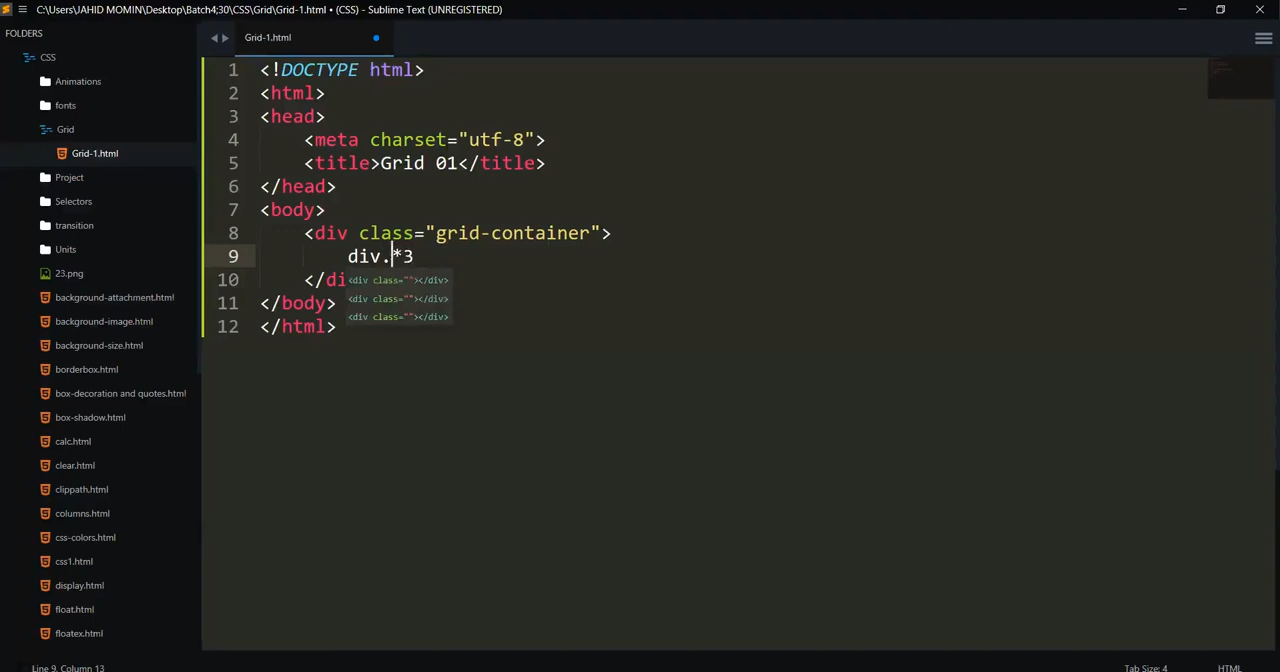 C:\Users\JAHID MOMIN\Desktop\Batch4;30\CSS\Grid\Grid-1.html • (CSS) - Sublime Text (UNREGISTERED)
FOLDERS
CSS
Animations
fonts
Grid
Grid-1.html
Project
Selectors
transition
Units
23.png
background-attachment.html
background-image.html
background-size.html
borderbox.html
box-decoration and quotes.html
box-shadow.html
calc.html
clear.html
clippath.html
columns.html
css-colors.html
css1.html
display.html
float.html
floatex.html
Grid-1.html
1 <!DOCTYPE html>
2 <html>
3 <head>
4 <meta charset="utf-8">
5 <title>Grid 01</title>
6 </head>
7 <body>
8 <div class="grid-container">
9 div.*3
10 </di
<div class=""></div>
<div class=""></div>
<div class=""></div>
11 </body>
12 </html>
Line 9, Column 13
Tab Size: 4
HTML